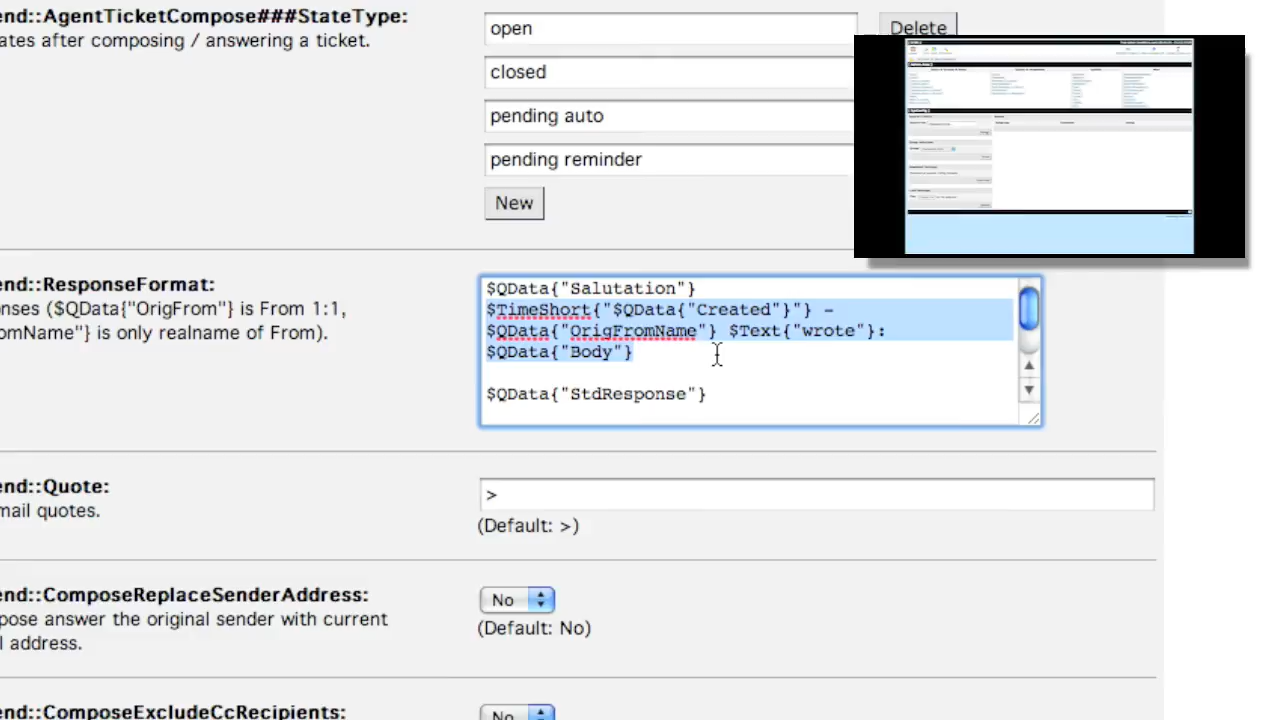 end::AgentTicketCompose###StateType:
ates after composing / answering a ticket.
open
Delete
closed
pending auto
pending reminder
New
end::ResponseFormat:
nses ($QData{"OrigFrom"} is From 1:1,
omName"} is only realname of From).
$QData{"Salutation"}
$TimeShort{"$QData{"Created"}"} -
$QData{"OrigFromName"} $Text{"wrote"}:
$QData{"Body"}
$QData{"StdResponse"}
end::Quote:
mail quotes.
>
(Default: >)
end::ComposeReplaceSenderAddress:
pose answer the original sender with current
l address.
No
(Default: No)
end::ComposeExcludeCcRecipients:
No